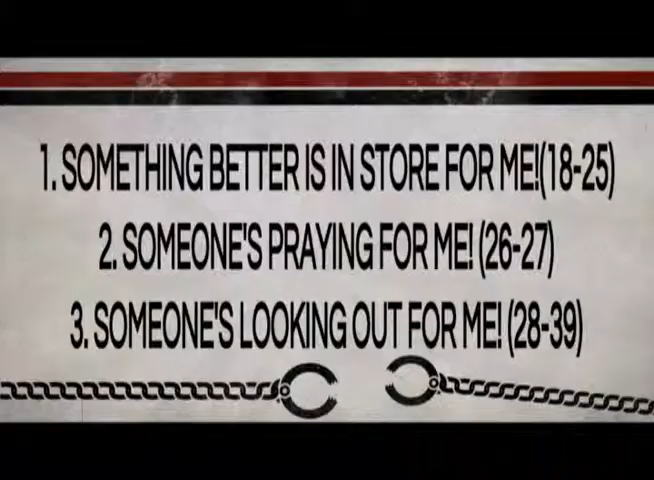 1. SOMETHING BETTER IS IN STORE FOR ME!(18-25)
2. SOMEONE'S PRAYING FOR ME! (26-27)
3. SOMEONE'S LOOKING OUT FOR ME! (28-39)